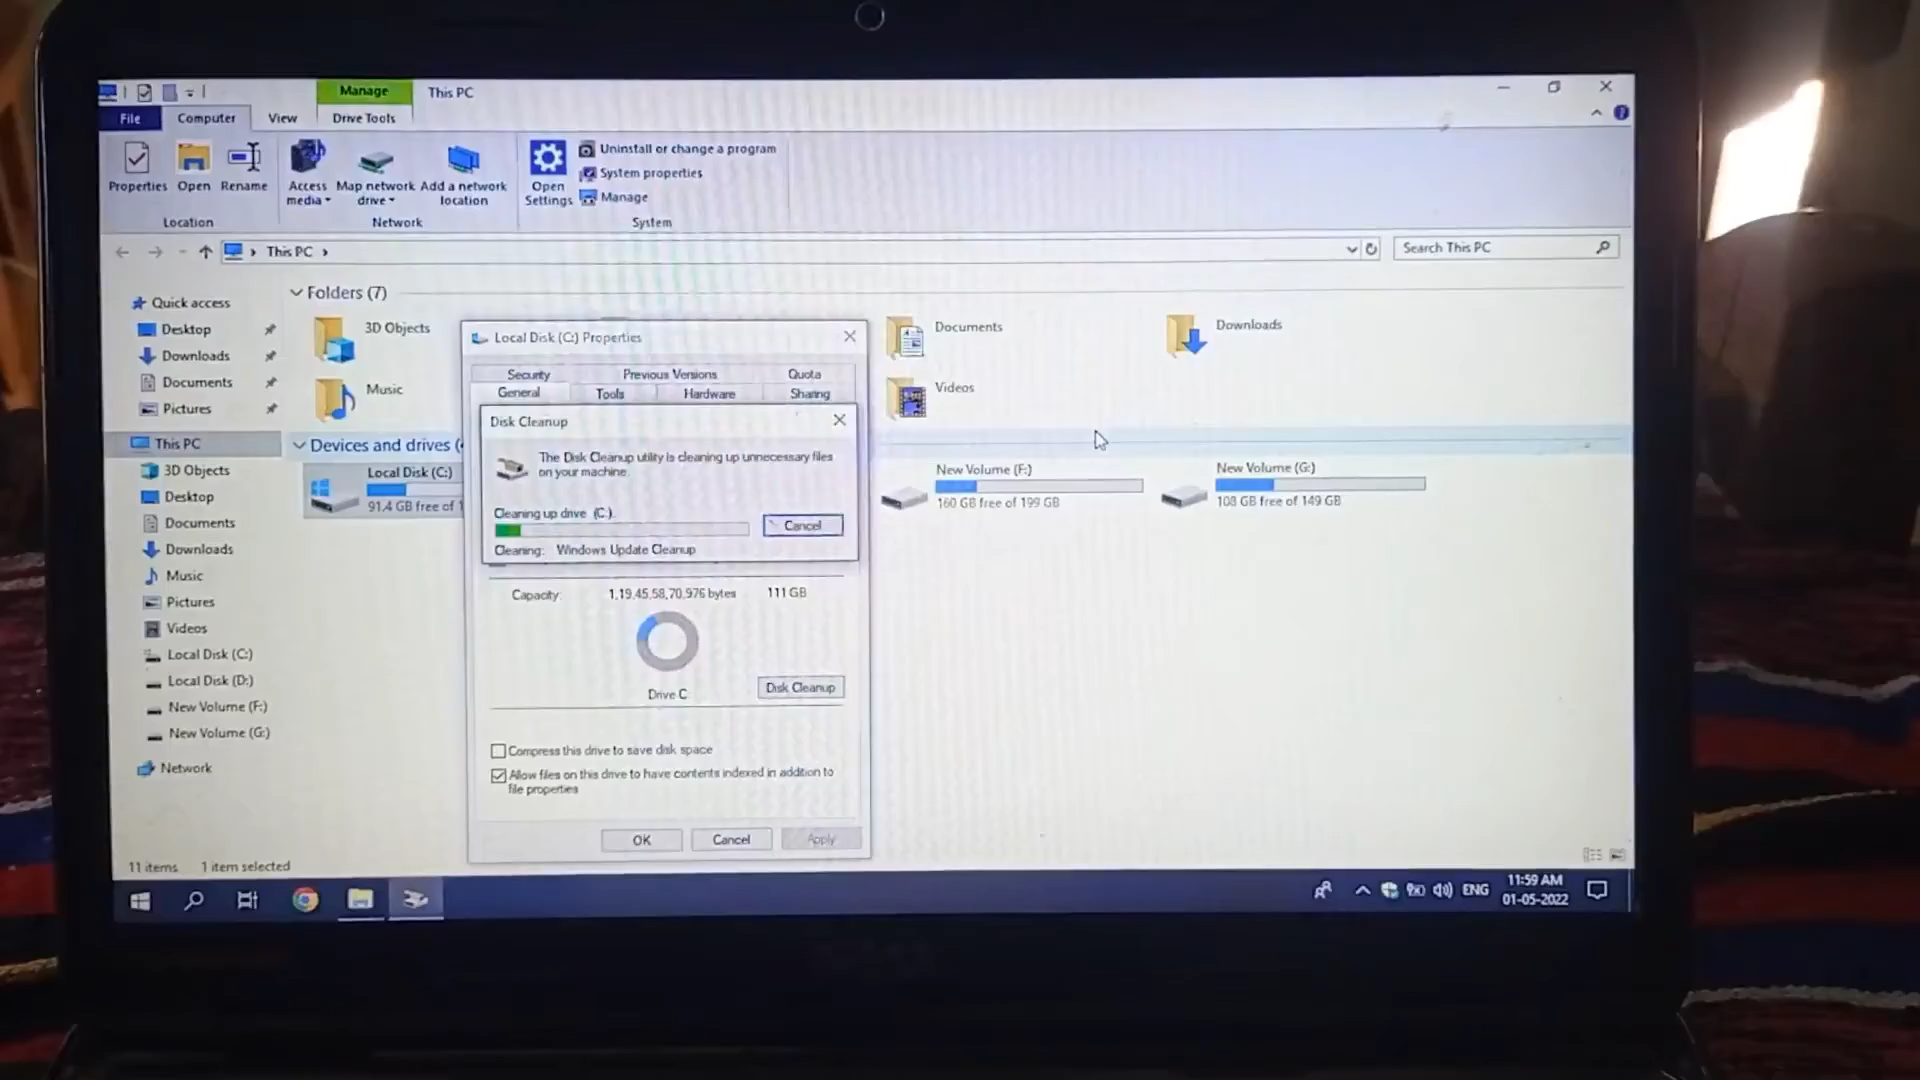 Manage
This PC
File
Computer
View
Drive Tools
Properties
Open
Rename
Access media
Map network drive
Add a network location
Open Settings
Uninstall or change a program
System properties
Manage
Location
Network
System
This PC
Search This PC
Quick access
Desktop
Downloads
Documents
Pictures
This PC
3D Objects
Desktop
Documents
Downloads
Music
Pictures
Videos
Local Disk (C:)
Local Disk (D:)
New Volume (F:)
New Volume (G:)
Network
Folders (7)
3D Objects
Documents
Downloads
Music
Videos
Devices and drives (
Local Disk (C:)
91.4 GB free of 1
New Volume (F:)
160 GB free of 199 GB
New Volume (G:)
108 GB free of 149 GB
Local Disk (C:) Properties
Security
Previous Versions
Quota
General
Tools
Hardware
Sharing
Disk Cleanup
The Disk Cleanup utility is cleaning up unnecessary files
on your machine.
Cleaning up drive (C:).
Cancel
Cleaning: Windows Update Cleanup
Capacity: 1,19,45,58,70,976 bytes 111 GB
Drive C
Disk Cleanup
Compress this drive to save disk space
Allow files on this drive to have contents indexed in addition to
file properties
OK
Cancel
Apply
11 items
1 item selected
ENG
11:59 AM
01-05-2022